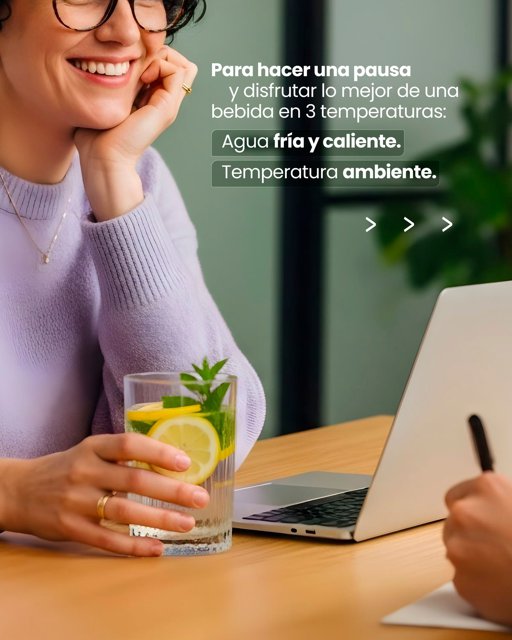 Para hacer una pausa
y disfrutar lo mejor de una
bebida en 3 temperaturas:
Agua fría y caliente.
Temperatura ambiente.
> > >